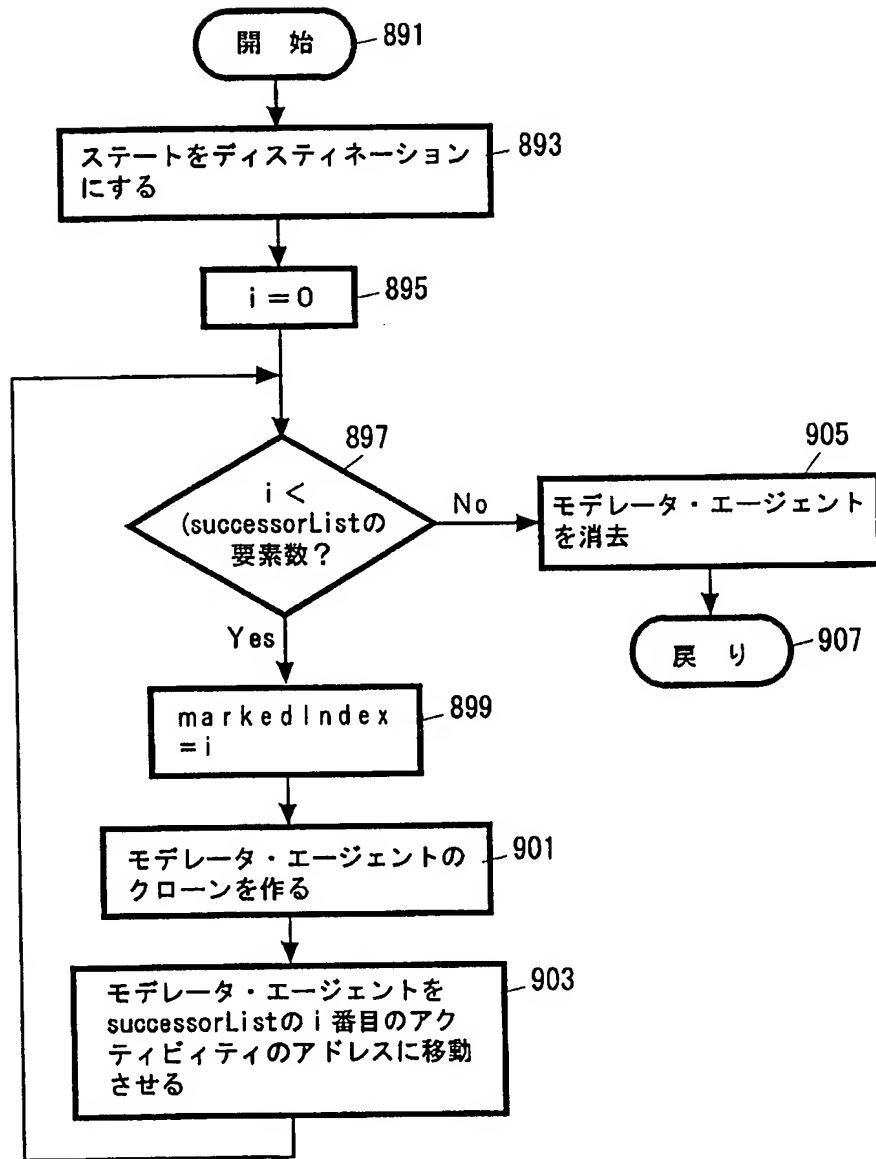 開 始
891
ステートをディスティネーション
にする
893
i=0
895
897
i <
(successorListの
要素数?
No
905
モデレータ・エージェント
を消去
Yes
戻 り
907
markedIndex
=i
899
モデレータ・エージェントの
クローンを作る
901
モデレータ・エージェントを
successorListのi番目のアク
ティビィティのアドレスに移動
させる
903